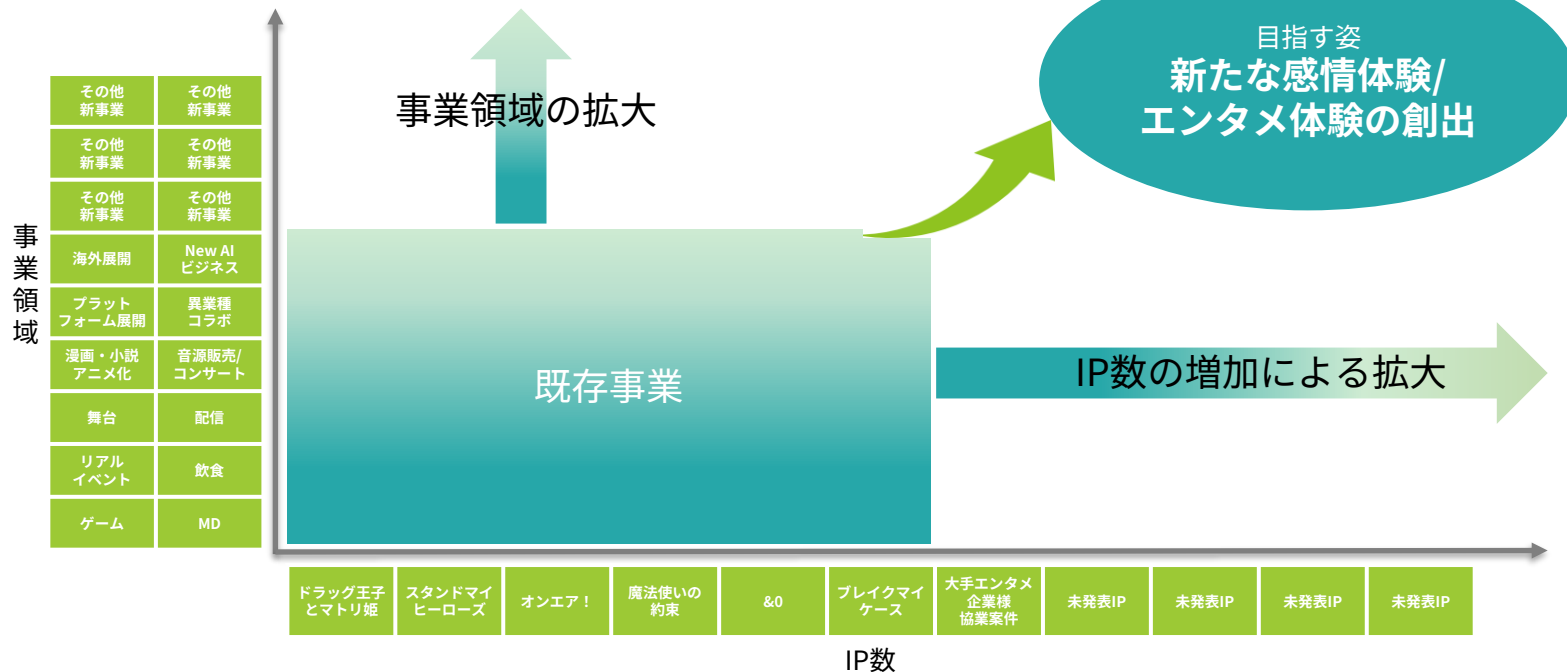 目指す姿
新たな感情体験/
エンタメ体験の創出
事業領域の拡大
事業領域
その他
新事業
その他
新事業
その他
新事業
その他
新事業
その他
新事業
その他
新事業
海外展開
New AI
ビジネス
プラット
フォーム展開
異業種
コラボ
漫画・小説
アニメ化
音源販売/
コンサート
舞台
配信
リアル
イベント
飲食
ゲーム
MD
既存事業
IP数の増加による拡大
ドラッグ王子
とマトリ姫
スタンドマイ
ヒーローズ
オンエア！
魔法使いの
約束
&0
ブレイクマイ
ケース
大手エンタメ
企業様
協業案件
未発表IP
未発表IP
未発表IP
未発表IP
IP数